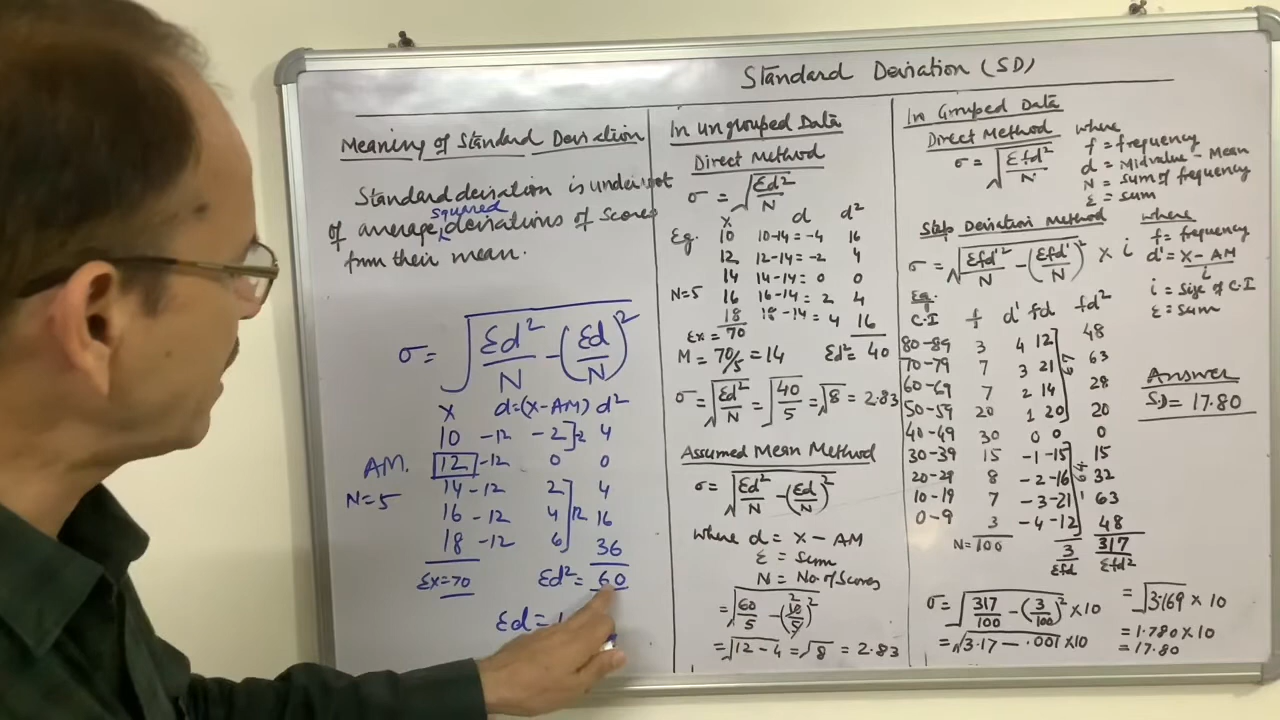 Standard Deviation (SD)
Meaning of Standard Deviation
Standard deviation is underroot
of average squared deviations of scores
from their mean.
σ = √(Σd²/N − (Σd/N)²)
X d=(X-AM) d²
10 -12 -2 ]-2 4
AM. 12 -12 0 0
N=5 14 -12 2 4
16 -12 4 ]12 16
18 -12 6 36
Σx=70 Σd²= 60
Σd = 1
In Ungrouped Data
Direct Method
σ = √(Σd²/N)
X d d²
Eg. 10 10-14 = -4 16
12 12-14 = -2 4
14 14-14 = 0 0
N=5 16 16-14 = 2 4
18 18-14 = 4 16
Σx = 70
M = 70/5 = 14 Σd² = 40
σ = √(Σd²/N) = √(40/5) = √8 = 2.83
Assumed Mean Method
σ = √(Σd²/N − (Σd/N)²)
where d = X - AM
Σ = Sum
N = No. of Scores
= √(60/5 − (10/5)²) 2
= √12 - 4 = √8 = 2.83
In Grouped Data
Direct Method
σ = √(Σfd²/N)
where
f = frequency
d = Midvalue - Mean
N = Sum of frequency
Σ = sum
Step Deviation Method
σ = √(Σfd'²/N − (Σfd'/N)²) × i
where
f = frequency
d' = X - AM / i
i = Size of C.I
Σ = Sum
Eg.
C.I f d' fd fd²
80-89 3 4 12 48
70-79 7 3 21 63
60-69 7 2 14 28
50-59 20 1 20 20
40-49 30 0 0 0
30-39 15 -1 -15 15
20-29 8 -2 -16 32
10-19 7 -3 -21 63
0-9 3 -4 -12 48
67
-64
N = 100 3 317
Σfd Σfd²
Answer
S.D = 17.80
σ = √(317/100 − (3/100)²) × 10
= √3.17 - .001 × 10
= √3.169 × 10
= 1.780 × 10
= 17.80